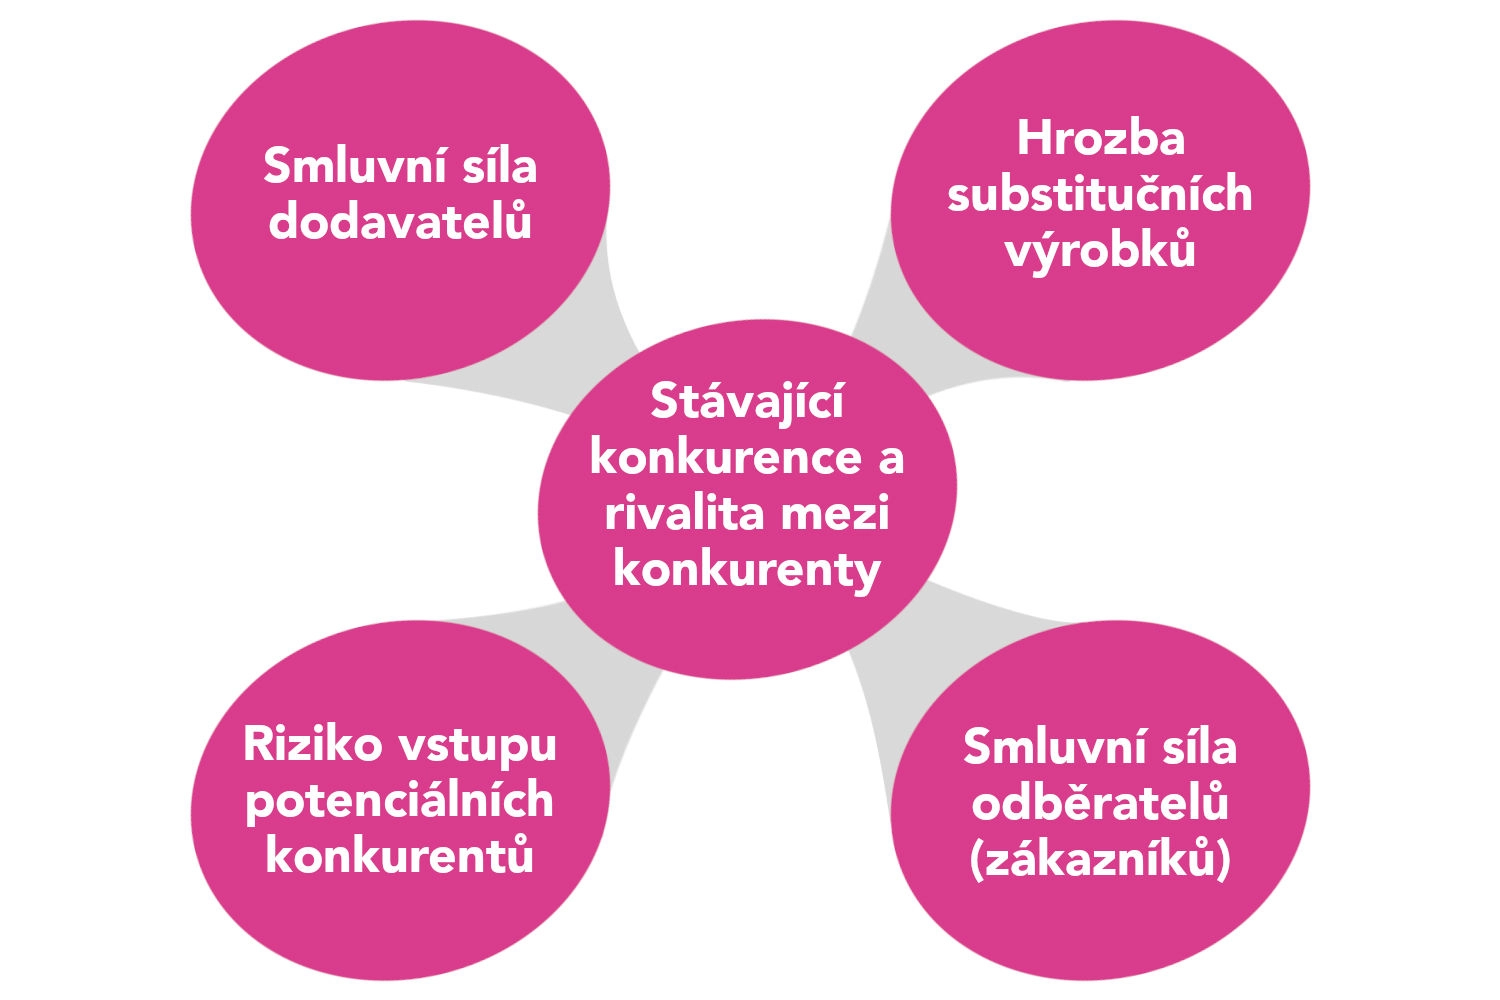 Smluvní síla
dodavatelů
Hrozba
substitučních
výrobků
Stávající
konkurence a
rivalita mezi
konkurenty
Riziko vstupu
potenciálních
konkurentů
Smluvní síla
odběratelů
(zákazníků)